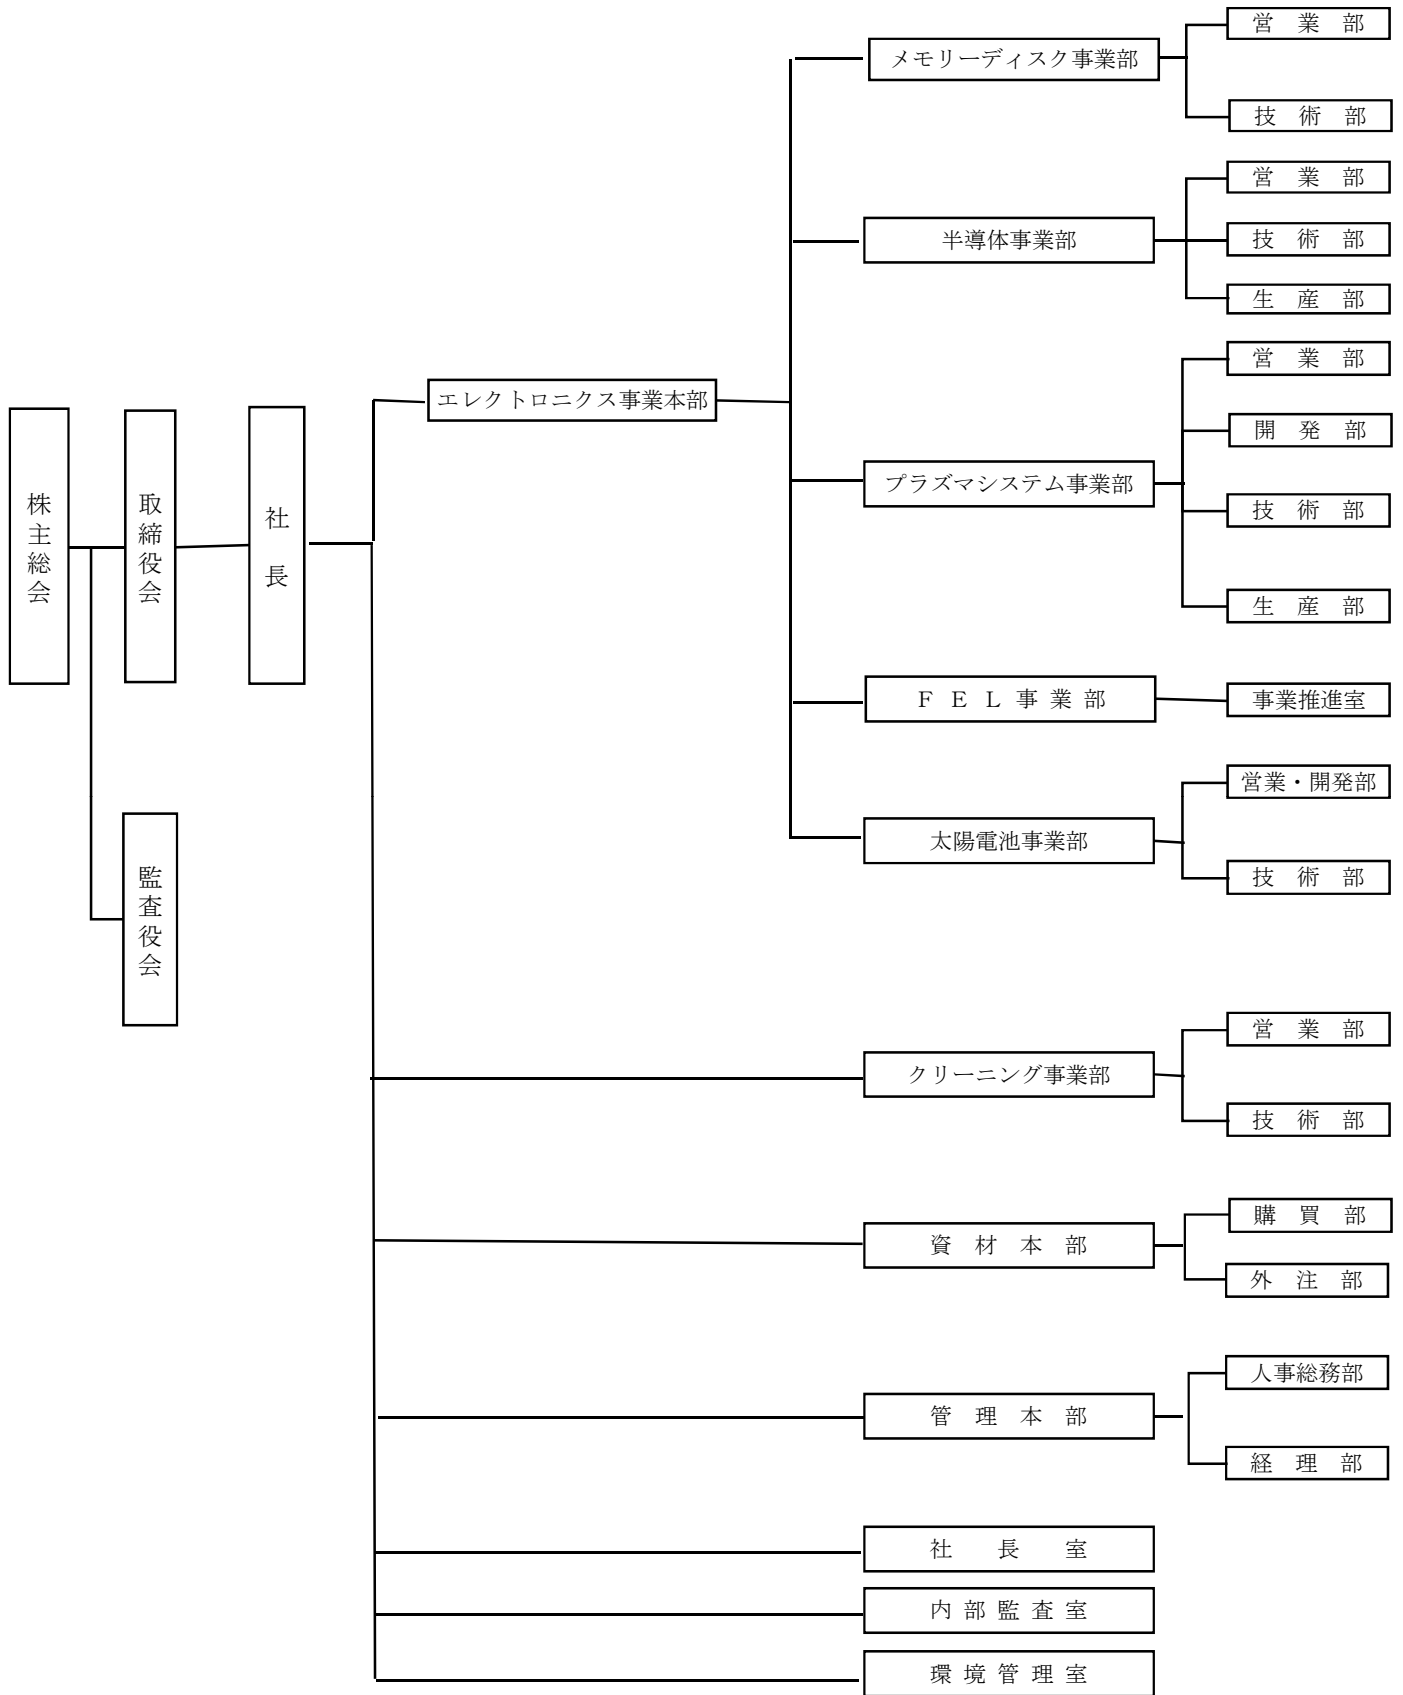 株主総会
取締役会
監査役会
社長
エレクトロニクス事業本部
メモリーディスク事業部
営業部
技術部
半導体事業部
営業部
技術部
生産部
プラズマシステム事業部
営業部
開発部
技術部
生産部
ＦＥＬ事業部
事業推進室
太陽電池事業部
営業・開発部
技術部
クリーニング事業部
営業部
技術部
資材本部
購買部
外注部
管理本部
人事総務部
経理部
社長室
内部監査室
環境管理室